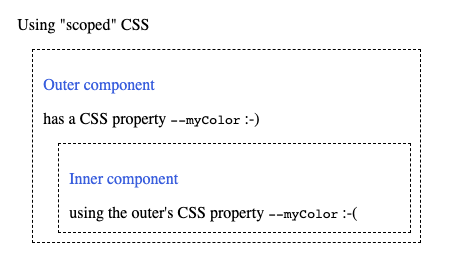 Using "scoped" CSS
Outer component
has a CSS property --myColor :-)
Inner component
using the outer's CSS property --myColor :-(